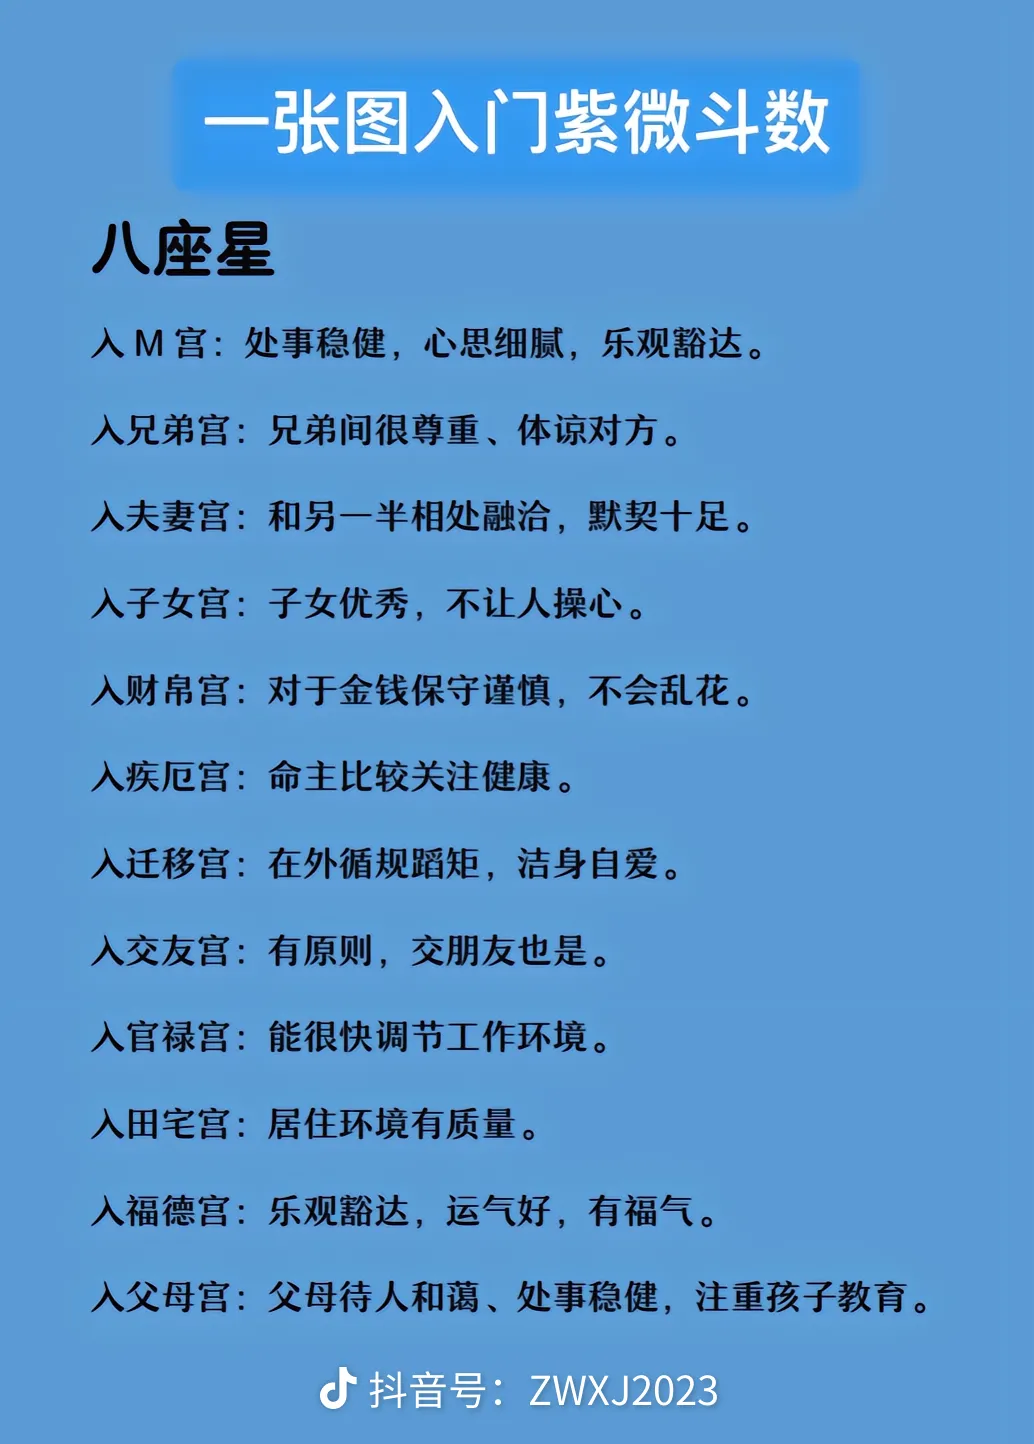 一张图入门紫微斗数
八座星
入M宫：处事稳健，心思细腻，乐观豁达。
入兄弟宫：兄弟间很尊重、体谅对方。
入夫妻宫：和另一半相处融洽，默契十足。
入子女宫：子女优秀，不让人操心。
入财帛宫：对于金钱保守谨慎，不会乱花。
入疾厄宫：命主比较关注健康。
入迁移宫：在外循规蹈矩，洁身自爱。
入交友宫：有原则，交朋友也是。
入官禄宫：能很快调节工作环境。
入田宅宫：居住环境有质量。
入福德宫：乐观豁达，运气好，有福气。
入父母宫：父母待人和蔼、处事稳健，注重孩子教育。
抖音号：ZWXJ2023